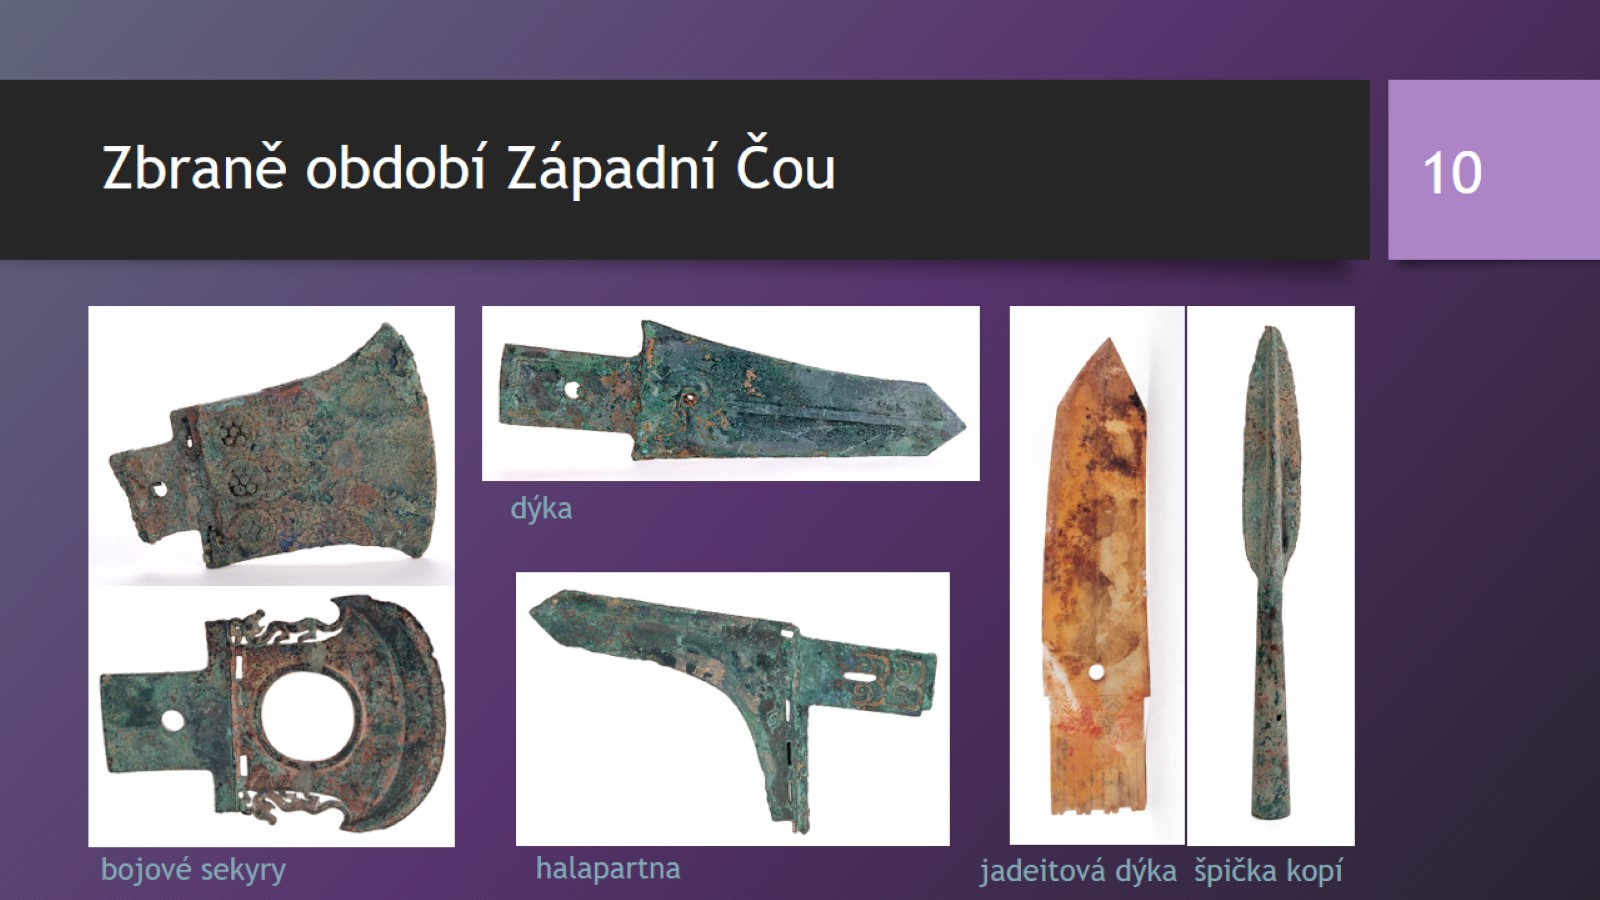 Zbraně období Západní Čou
10
dýka
bojové sekyry
halapartna
jadeitová dýka
špička kopí